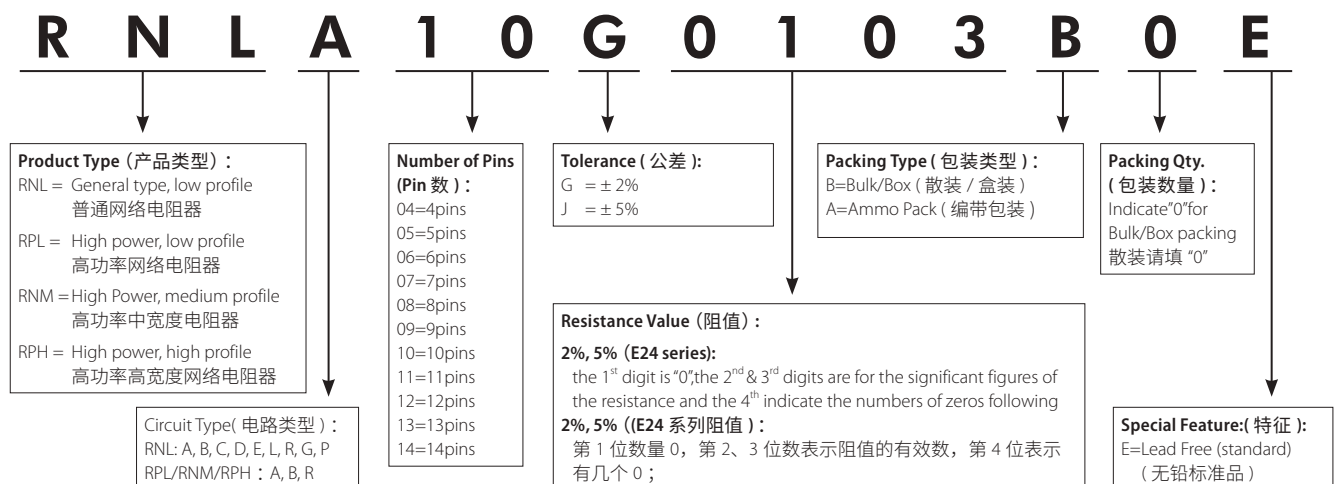 R N L A 1 0 G 0 1 0 3 B 0 E
Product Type (产品类型):
RNL = General type, low profile
普通网络电阻器
RPL = High power, low profile
高功率网络电阻器
RNM =High Power, medium profile
高功率中宽度电阻器
RPH = High power, high profile
高功率高宽度网络电阻器
Circuit Type( 电路类型 ):
RNL: A, B, C, D, E, L, R, G, P
RPL/RNM/RPH : A, B, R
Number of Pins
(Pin 数 ):
04=4pins
05=5pins
06=6pins
07=7pins
08=8pins
09=9pins
10=10pins
11=11pins
12=12pins
13=13pins
14=14pins
Tolerance ( 公差 ):
G = ± 2%
J = ± 5%
Resistance Value (阻值):
2%, 5% (E24 series):
the 1st digit is "0",the 2nd & 3rd digits are for the significant figures of
the resistance and the 4th indicate the numbers of zeros following
2%, 5% ((E24 系列阻值 ):
第 1 位数量 0，第 2、3 位数表示阻值的有效数，第 4 位表示
有几个 0 ;
Packing Type ( 包装类型 ):
B=Bulk/Box ( 散装 / 盒装 )
A=Ammo Pack ( 编带包装 )
Packing Qty.
( 包装数量 ):
Indicate"0"for
Bulk/Box packing
散装请填 "0"
Special Feature:( 特征 ):
E=Lead Free (standard)
( 无铅标准品 )